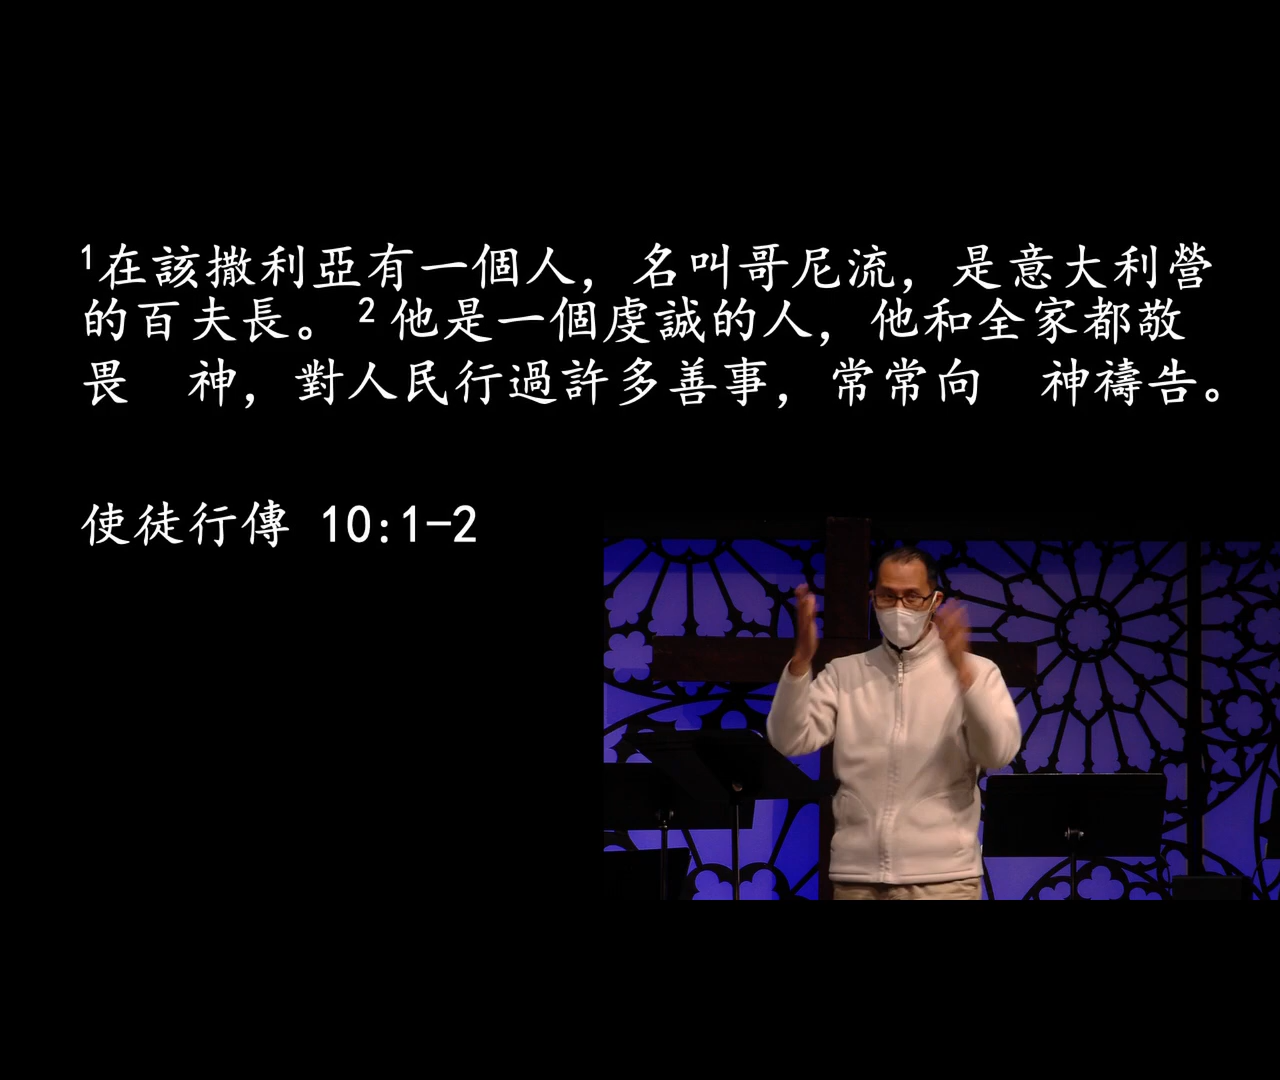 ¹在該撒利亞有一個人，名叫哥尼流，是意大利營
的百夫長。 ²他是一個虔誠的人，他和全家都敬
畏　神，對人民行過許多善事，常常向　神禱告。
使徒行傳 10:1-2